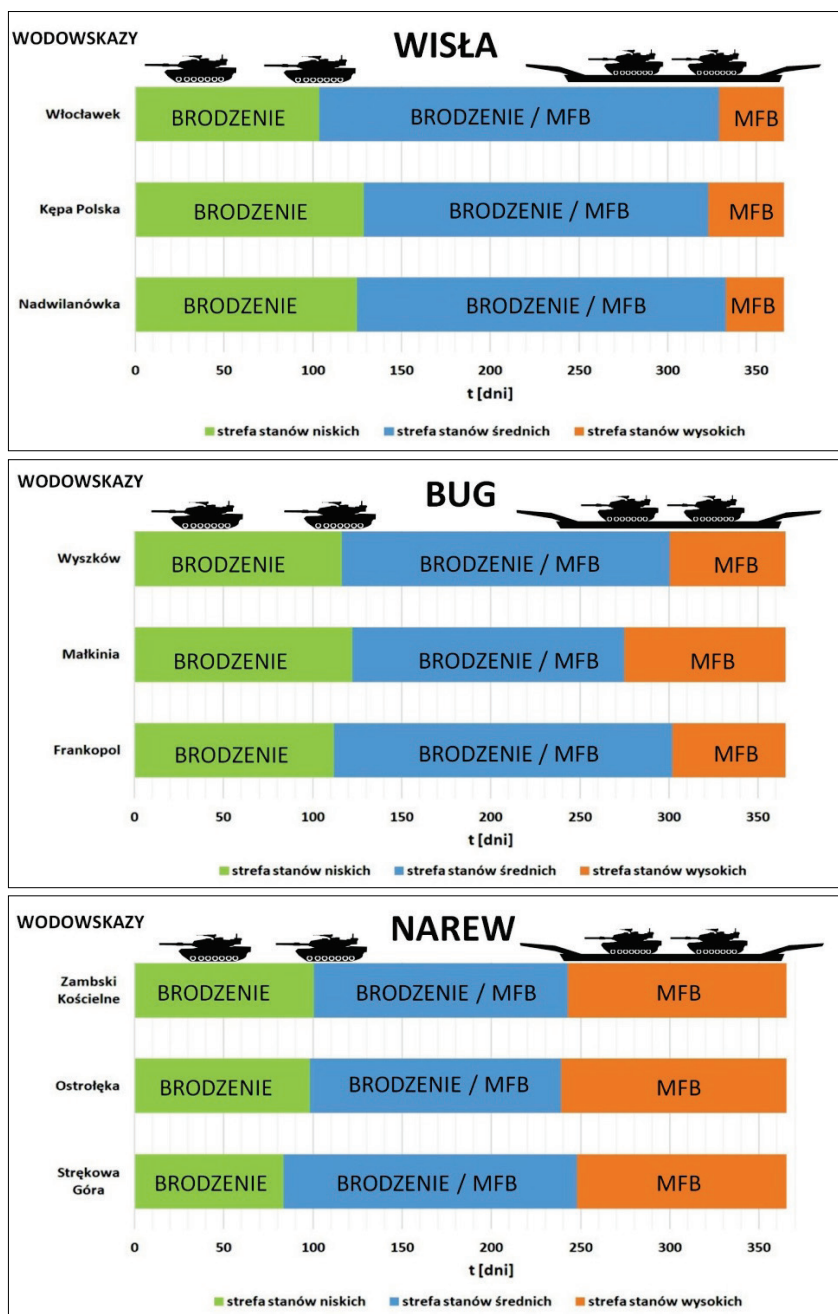 WODOWSKAZY
WISŁA
Włocławek
BRODZENIE
BRODZENIE / MFB
MFB
Kępa Polska
BRODZENIE
BRODZENIE / MFB
MFB
Nadwilanówka
BRODZENIE
BRODZENIE / MFB
MFB
0 50 100 150 200 250 300 350
t [dni]
strefa stanów niskich strefa stanów średnich strefa stanów wysokich
WODOWSKAZY
BUG
Wyszków
BRODZENIE
BRODZENIE / MFB
MFB
Małkinia
BRODZENIE
BRODZENIE / MFB
MFB
Frankopol
BRODZENIE
BRODZENIE / MFB
MFB
0 50 100 150 200 250 300 350
t [dni]
strefa stanów niskich strefa stanów średnich strefa stanów wysokich
WODOWSKAZY
NAREW
Zambski
Kościelne
BRODZENIE
BRODZENIE / MFB
MFB
Ostrołęka
BRODZENIE
BRODZENIE / MFB
MFB
Strękowa
Góra
BRODZENIE
BRODZENIE / MFB
MFB
0 50 100 150 200 250 300 350
t [dni]
strefa stanów niskich strefa stanów średnich strefa stanów wysokich